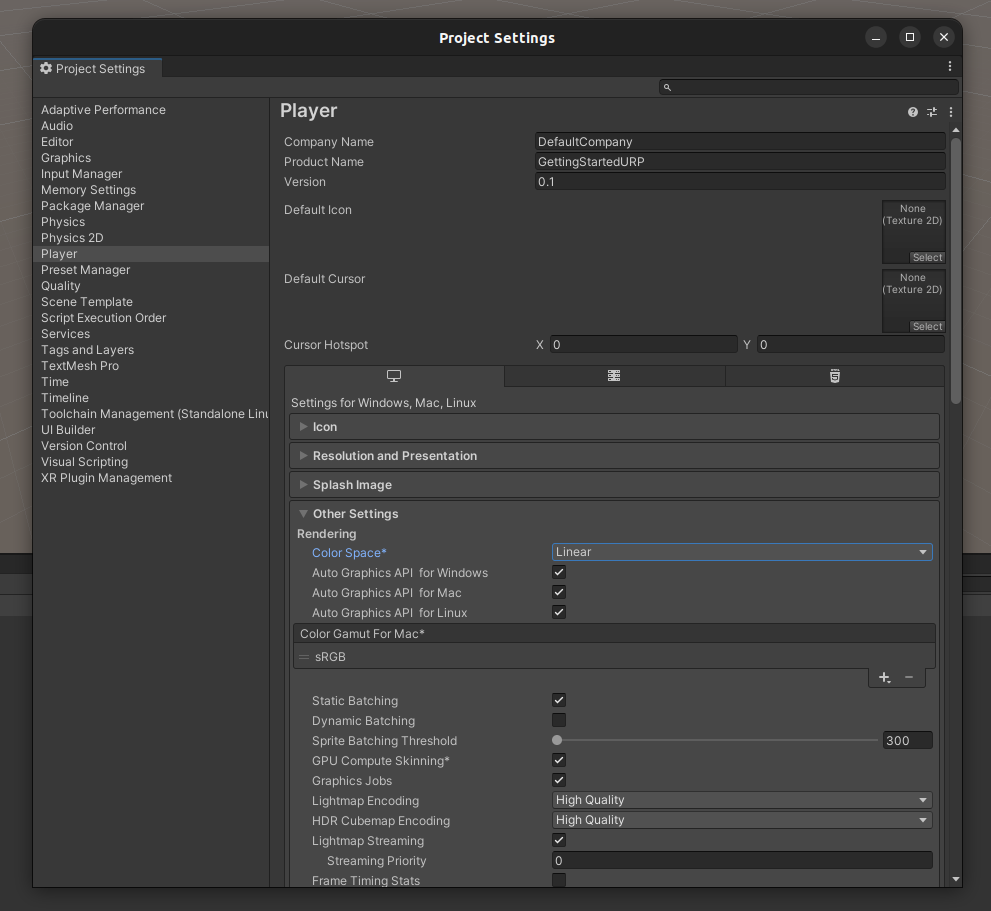 Project Settings
Project Settings
Adaptive Performance
Audio
Editor
Graphics
Input Manager
Memory Settings
Package Manager
Physics
Physics 2D
Player
Preset Manager
Quality
Scene Template
Script Execution Order
Services
Tags and Layers
TextMesh Pro
Time
Timeline
Toolchain Management (Standalone Linu
UI Builder
Version Control
Visual Scripting
XR Plugin Management
Player
Company Name DefaultCompany
Product Name GettingStartedURP
Version 0.1
Default Icon None
(Texture 2D)
Select
Default Cursor None
(Texture 2D)
Select
Cursor Hotspot X 0 Y 0
Settings for Windows, Mac, Linux
Icon
Resolution and Presentation
Splash Image
Other Settings
Rendering
Color Space* Linear
Auto Graphics API  for Windows
Auto Graphics API  for Mac
Auto Graphics API  for Linux
Color Gamut For Mac*
sRGB
Static Batching
Dynamic Batching
Sprite Batching Threshold 300
GPU Compute Skinning*
Graphics Jobs
Lightmap Encoding High Quality
HDR Cubemap Encoding High Quality
Lightmap Streaming
Streaming Priority 0
Frame Timing Stats